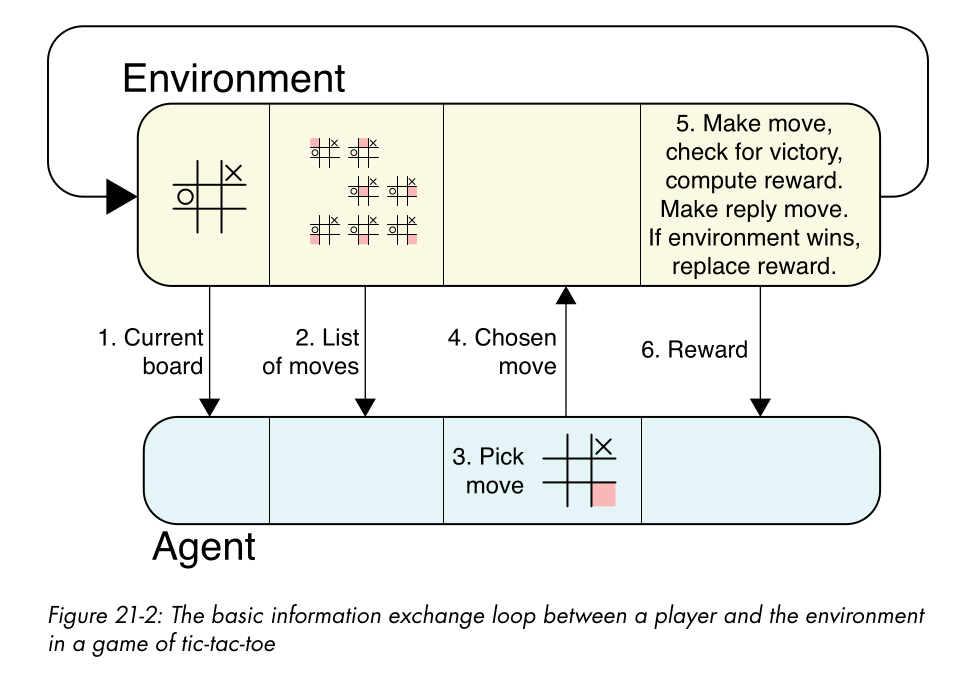 Environment
5. Make move,
check for victory,
compute reward.
Make reply move.
If environment wins,
replace reward.
1. Current
board
2. List
of moves
4. Chosen
move
6. Reward
3. Pick
move
Agent
Figure 21-2: The basic information exchange loop between a player and the environment
in a game of tic-tac-toe